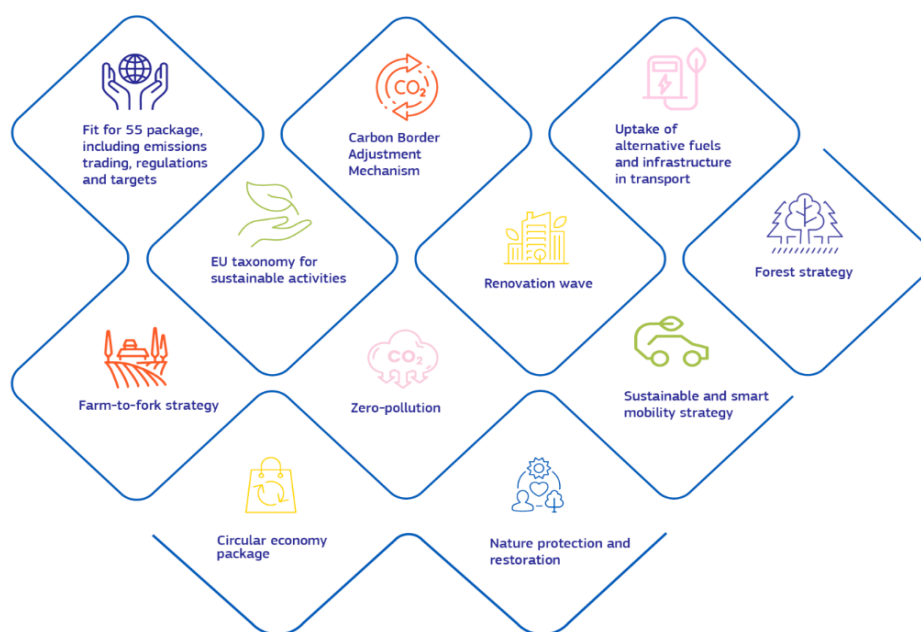 Fit for 55 package,
including emissions
trading, regulations
and targets
CO₂
Carbon Border
Adjustment
Mechanism
Uptake of
alternative fuels
and infrastructure
in transport
EU taxonomy for
sustainable activities
Renovation wave
Forest strategy
Farm-to-fork strategy
CO₂
Zero-pollution
Sustainable and smart
mobility strategy
Circular economy
package
Nature protection and
restoration